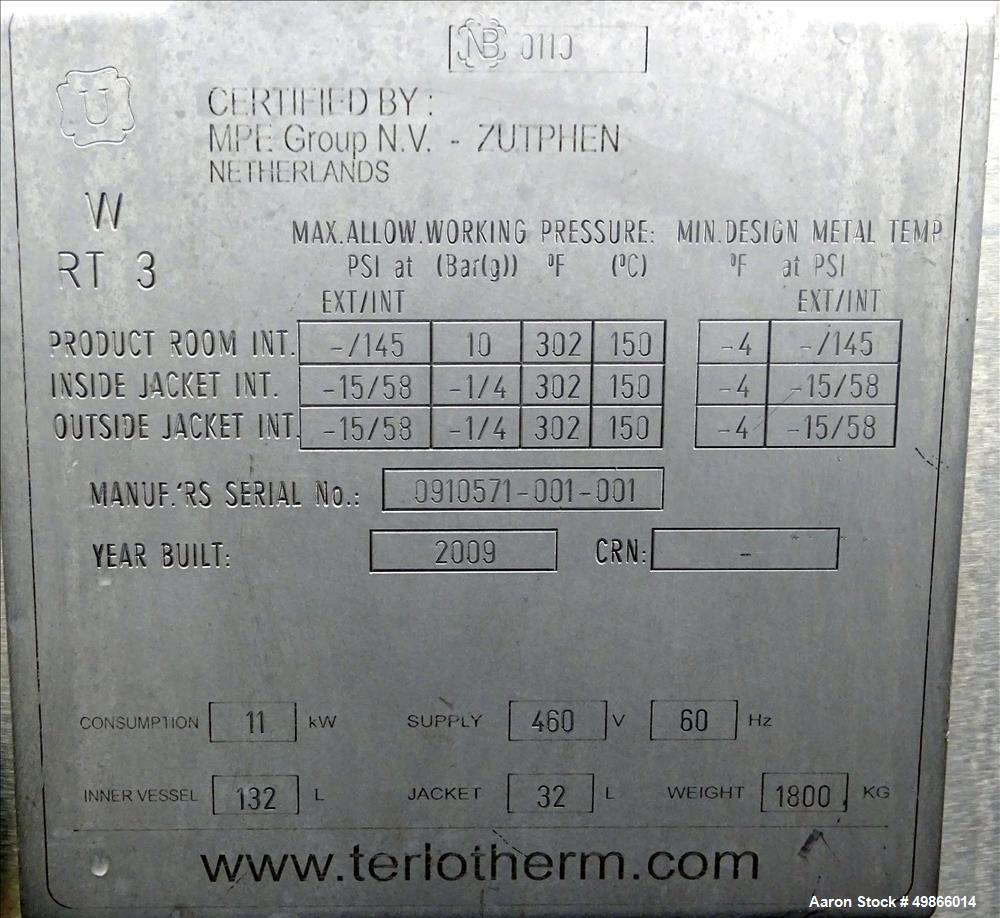 NB 0110
U
CERTIFIED BY :
MPE Group N.V. - ZUTPHEN
NETHERLANDS
W
RT 3
MAX.ALLOW.WORKING PRESSURE: MIN.DESIGN METAL TEMP
PSI at (Bar(g)) ºF (ºC) ºF at PSI
EXT/INT EXT/INT
PRODUCT ROOM INT. -/145 10 302 150 -4 -/145
INSIDE JACKET INT. -15/58 -1/4 302 150 -4 -15/58
OUTSIDE JACKET INT. -15/58 -1/4 302 150 -4 -15/58
MANUF.'RS SERIAL No.: 0910571-001-001
YEAR BUILT: 2009 CRN: -
CONSUMPTION 11 kW SUPPLY 460 V 60 Hz
INNER VESSEL 132 L JACKET 32 L WEIGHT 1800 KG
www.terlotherm.com
Aaron Stock # 49866014